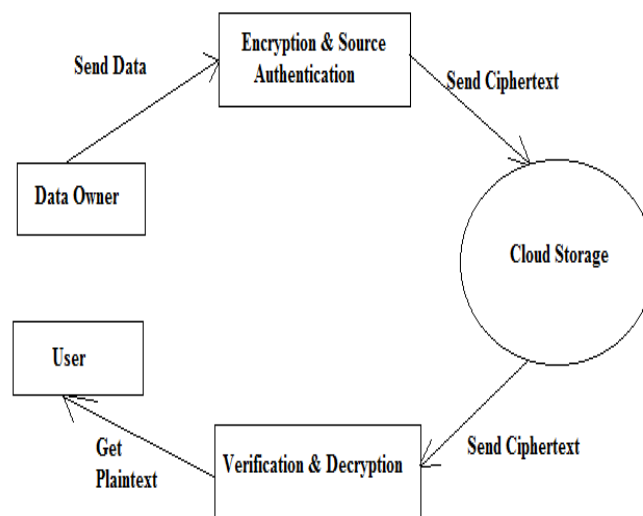 Encryption & Source
Authentication
Send Data
Send Ciphertext
Data Owner
Cloud Storage
User
Get
Plaintext
Verification & Decryption
Send Ciphertext